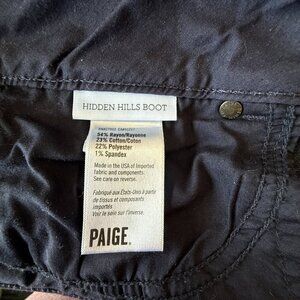 HIDDEN HILLS BOOT
54% Rayon/Rayonne
23% Cotton/Coton
22% Polyester
1% Spandex
Made in the USA of Imported
fabric and components.
See care on reverse.
Fabriqué aux États-Unis à partir
de tissus et composants
importés
Voir le soin sur l'inverse.
PAIGE.